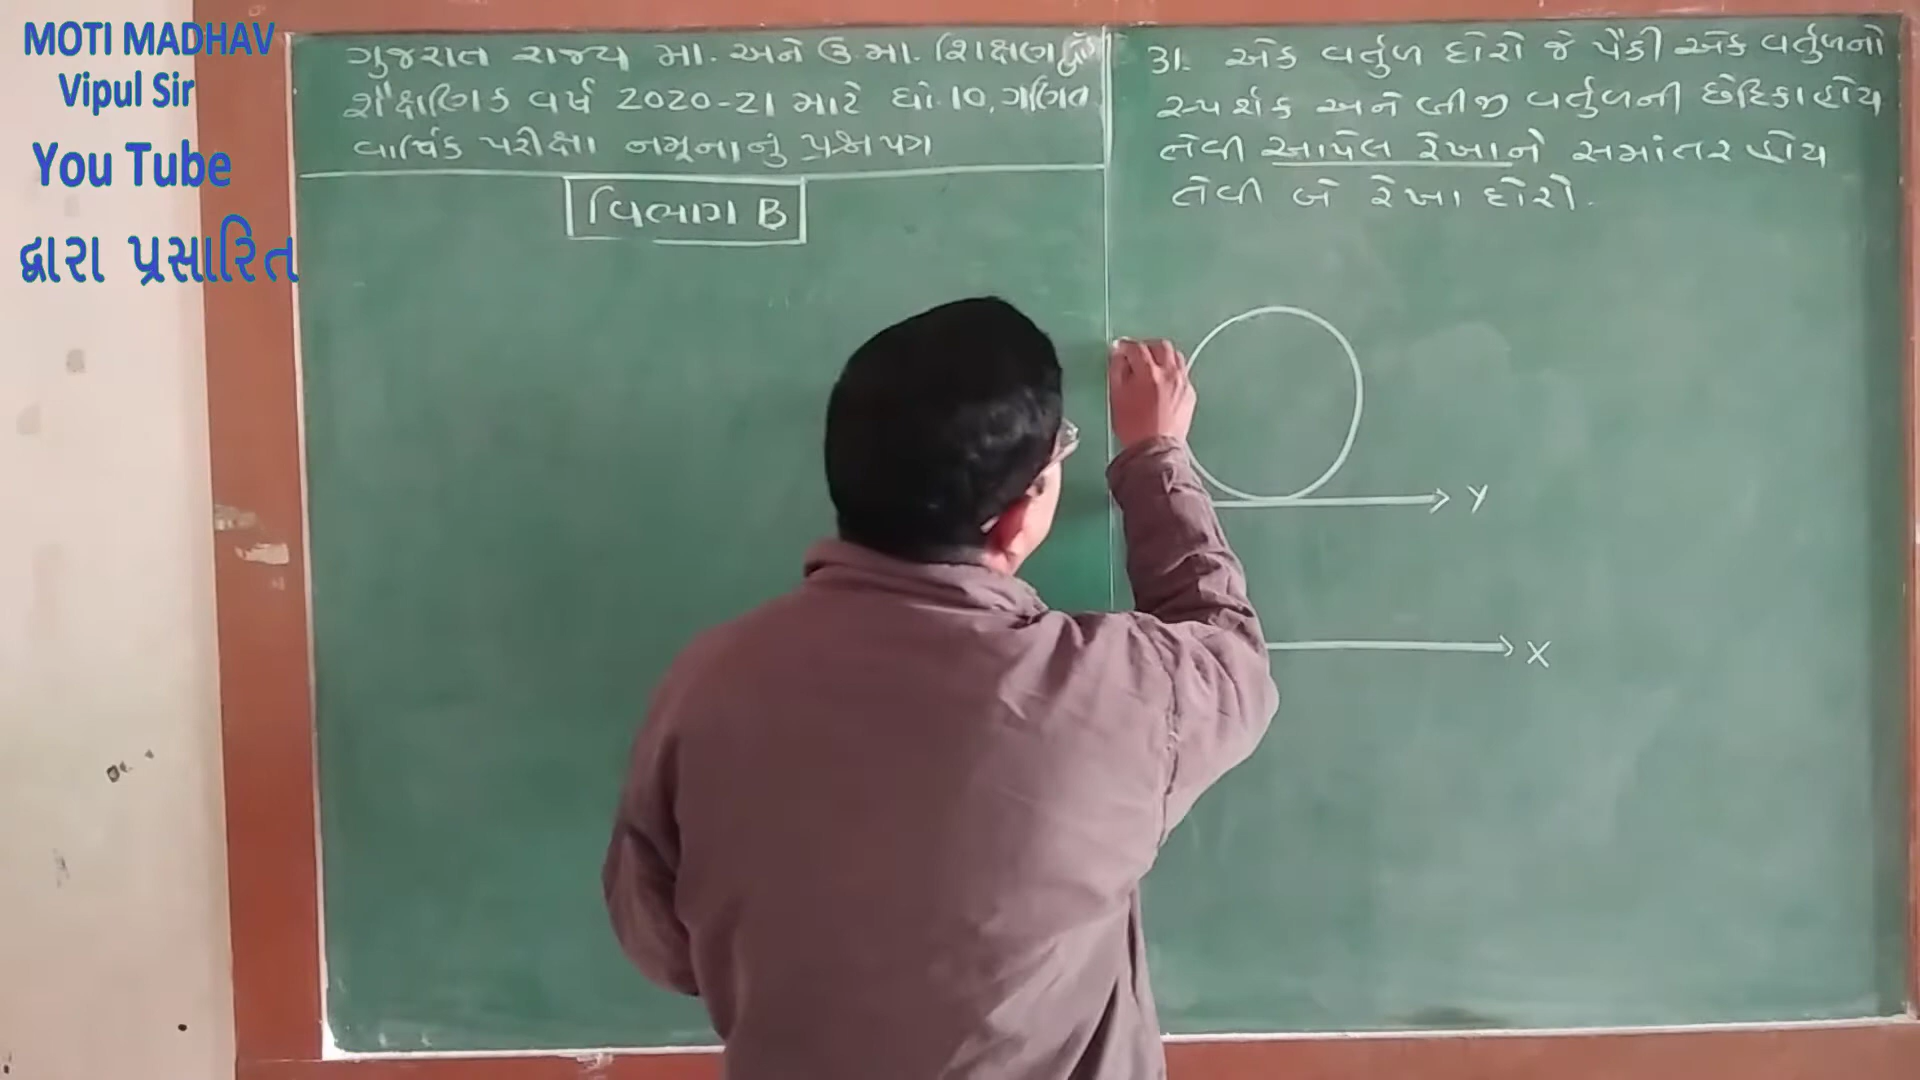 MOTI MADHAV
Vipul Sir
You Tube
દ્વારા પ્રસારિત
ગુજરાત રાજ્ય મા. અને ઉ.મા. શિક્ષણ
શૈક્ષણિક વર્ષ 2020-21 માટે ધો.10, ગણિત
વાર્ષિક પરીક્ષા નમૂનાનું પ્રશ્નપત્ર
વિભાગ B
31. એક વર્તુળ દોરો જે પૈકી એક વર્તુળનો
સ્પર્શક અને બીજી વર્તુળની છેદિકા હોય
તેવી આપેલ રેખાને સમાંતર હોય
તેવી બે રેખા દોરો.
Y
X